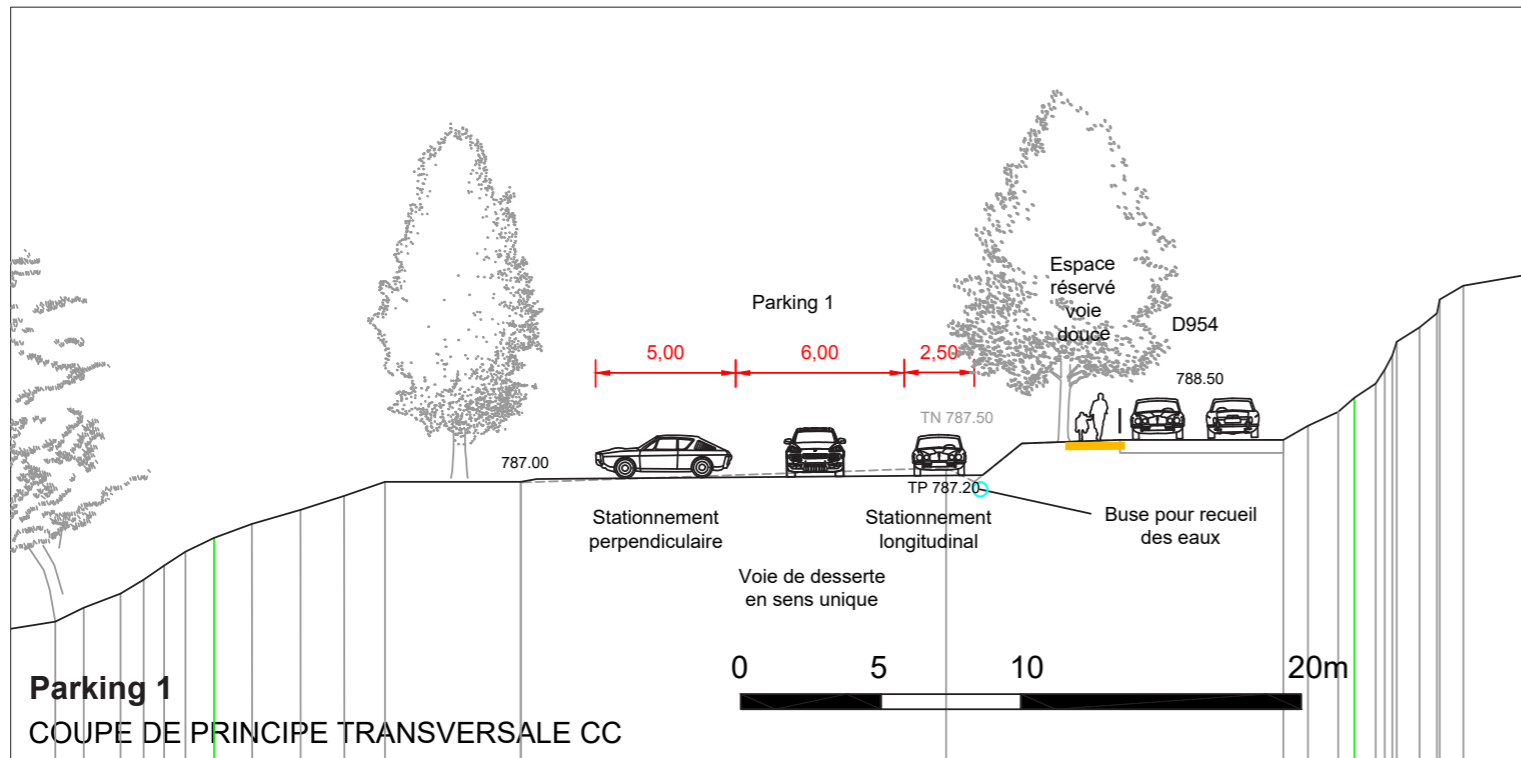 Espace
réservé
voie
douce
Parking 1
D954
5,00
6,00
2,50
788.50
TN 787.50
787.00
TP 787.20
Stationnement
perpendiculaire
Stationnement
longitudinal
Buse pour recueil
des eaux
Voie de desserte
en sens unique
0 5 10 20m
Parking 1
COUPE DE PRINCIPE TRANSVERSALE CC